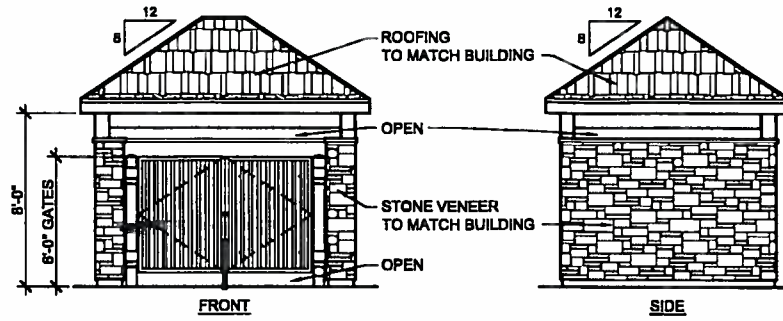 12
8
ROOFING
TO MATCH BUILDING
12
8
OPEN
8'-0"
6'-0" GATES
STONE VENEER
TO MATCH BUILDING
OPEN
FRONT
SIDE